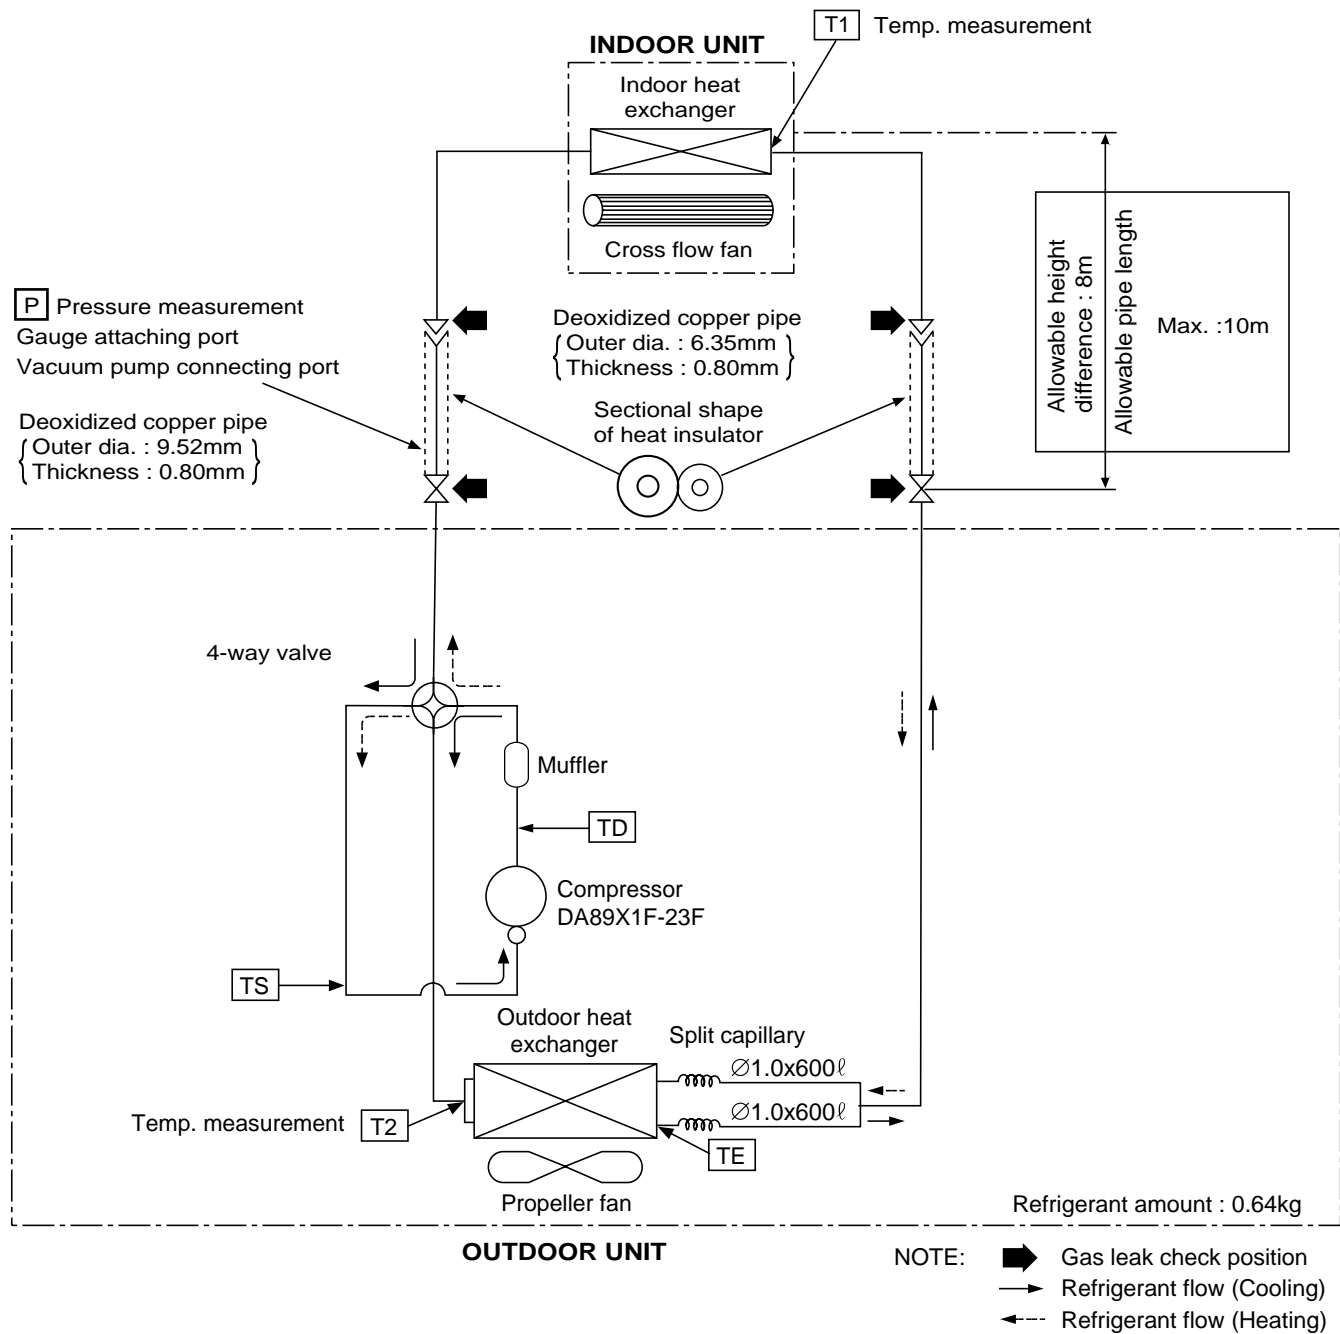 T1 Temp. measurement
INDOOR UNIT
Indoor heat
exchanger
Cross flow fan
P Pressure measurement
Gauge attaching port
Vacuum pump connecting port
Deoxidized copper pipe
Outer dia. : 9.52mm
Thickness : 0.80mm
Deoxidized copper pipe
Outer dia. : 6.35mm
Thickness : 0.80mm
Sectional shape
of heat insulator
Allowable height
difference : 8m
Allowable pipe length
Max. :10m
4-way valve
Muffler
TD
Compressor
DA89X1F-23F
TS
Outdoor heat
exchanger
Split capillary
∅1.0x600ℓ
∅1.0x600ℓ
Temp. measurement T2
TE
Propeller fan
Refrigerant amount : 0.64kg
OUTDOOR UNIT
NOTE: Gas leak check position
Refrigerant flow (Cooling)
Refrigerant flow (Heating)